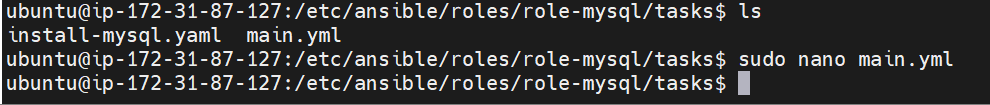 ubuntu@ip-172-31-87-127:/etc/ansible/roles/role-mysql/tasks$ ls
install-mysql.yaml  main.yml
ubuntu@ip-172-31-87-127:/etc/ansible/roles/role-mysql/tasks$ sudo nano main.yml
ubuntu@ip-172-31-87-127:/etc/ansible/roles/role-mysql/tasks$